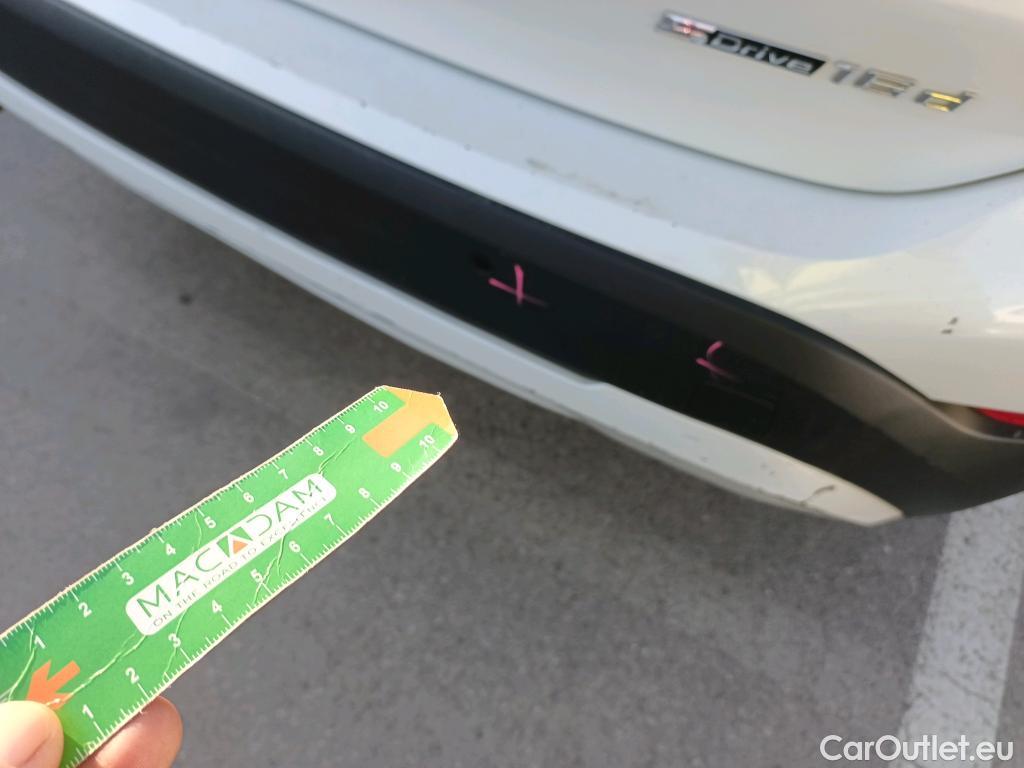 sDrive
1 2 3 4 5 6 7 8 9 10
MACADAM
ON THE ROAD TO EXCELLENCE
1 2 3 4 5 6 7 8 9 10
CarOutlet.eu